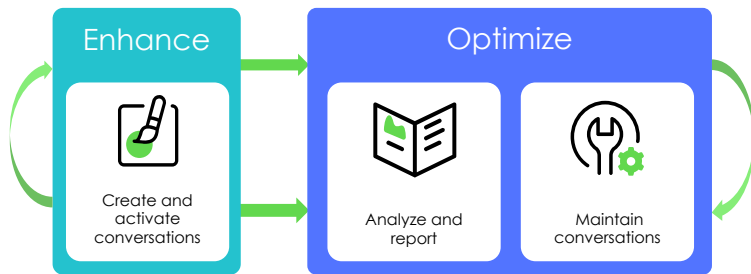 Enhance
Optimize
Create and
activate
conversations
Analyze and
report
Maintain
conversations